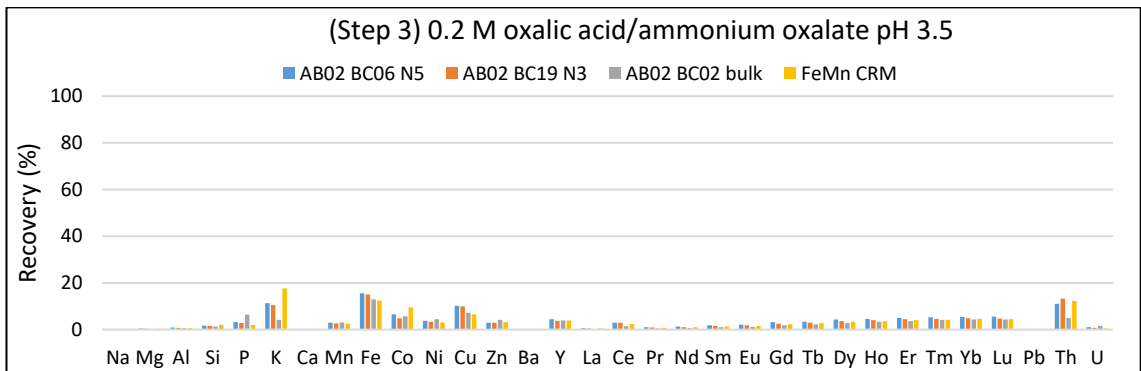 (Step 3) 0.2 M oxalic acid/ammonium oxalate pH 3.5
AB02 BC06 N5 AB02 BC19 N3 AB02 BC02 bulk FeMn CRM
100
80
60
40
20
0
Recovery (%)
Na Mg Al Si P K Ca Mn Fe Co Ni Cu Zn Ba Y La Ce Pr Nd Sm Eu Gd Tb Dy Ho Er Tm Yb Lu Pb Th U